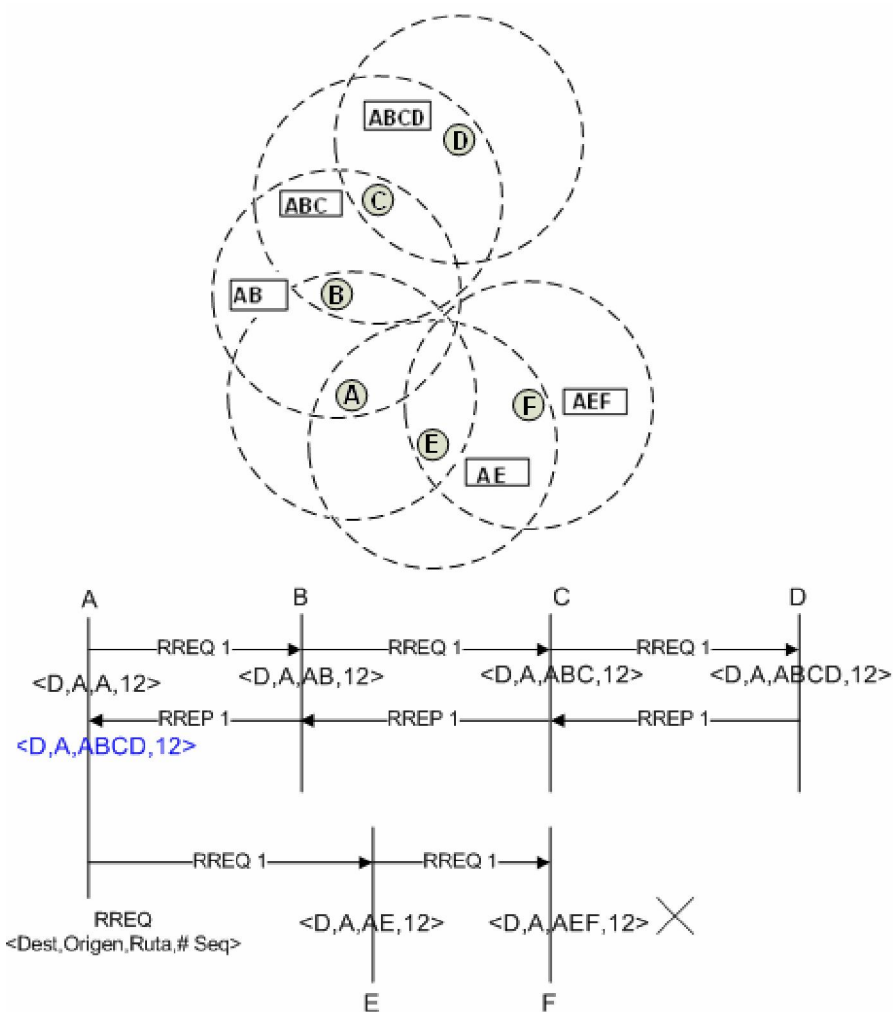 ABCD
D
ABC
C
AB
B
A
F
AEF
E
AE
A B C D
RREQ 1 RREQ 1 RREQ 1
<D,A,A,12> <D,A,AB,12> <D,A,ABC,12> <D,A,ABCD,12>
RREP 1 RREP 1 RREP 1
<D,A,ABCD,12>
RREQ 1 RREQ 1
RREQ
<Dest,Origen,Ruta,# Seq>
<D,A,AE,12> <D,A,AEF,12>
E F